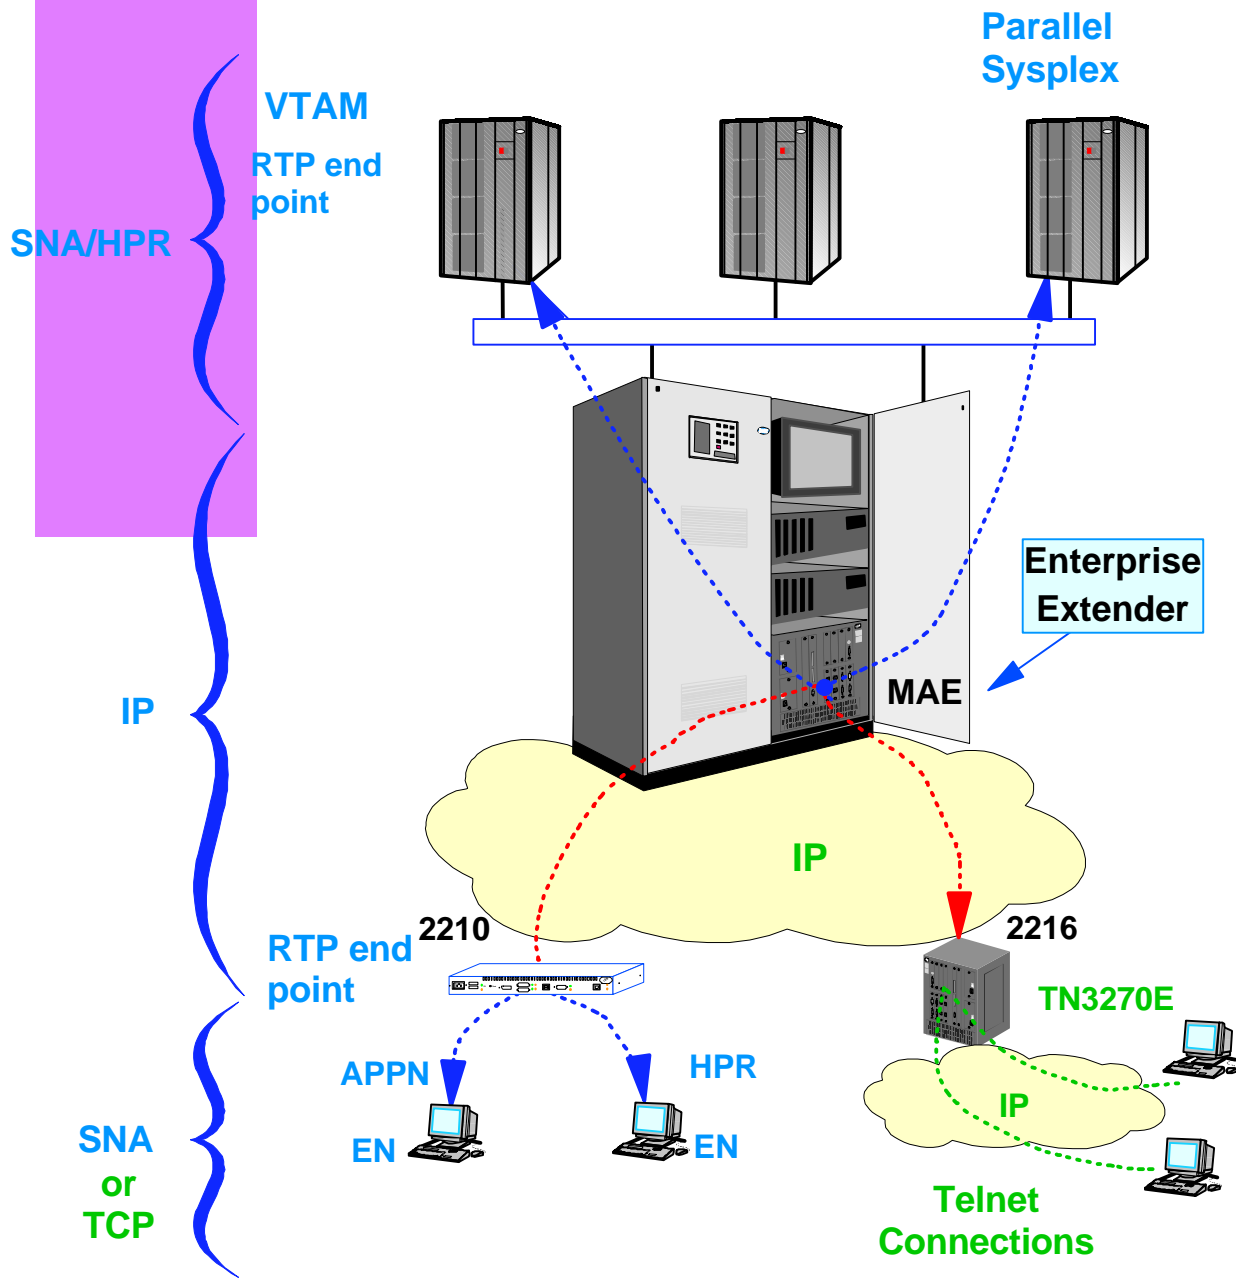 Parallel
Sysplex
VTAM
RTP end
point
SNA/HPR
Enterprise
Extender
MAE
IP
IP
2210
2216
RTP end
point
TN3270E
APPN
HPR
IP
EN
EN
SNA
or
TCP
Telnet
Connections